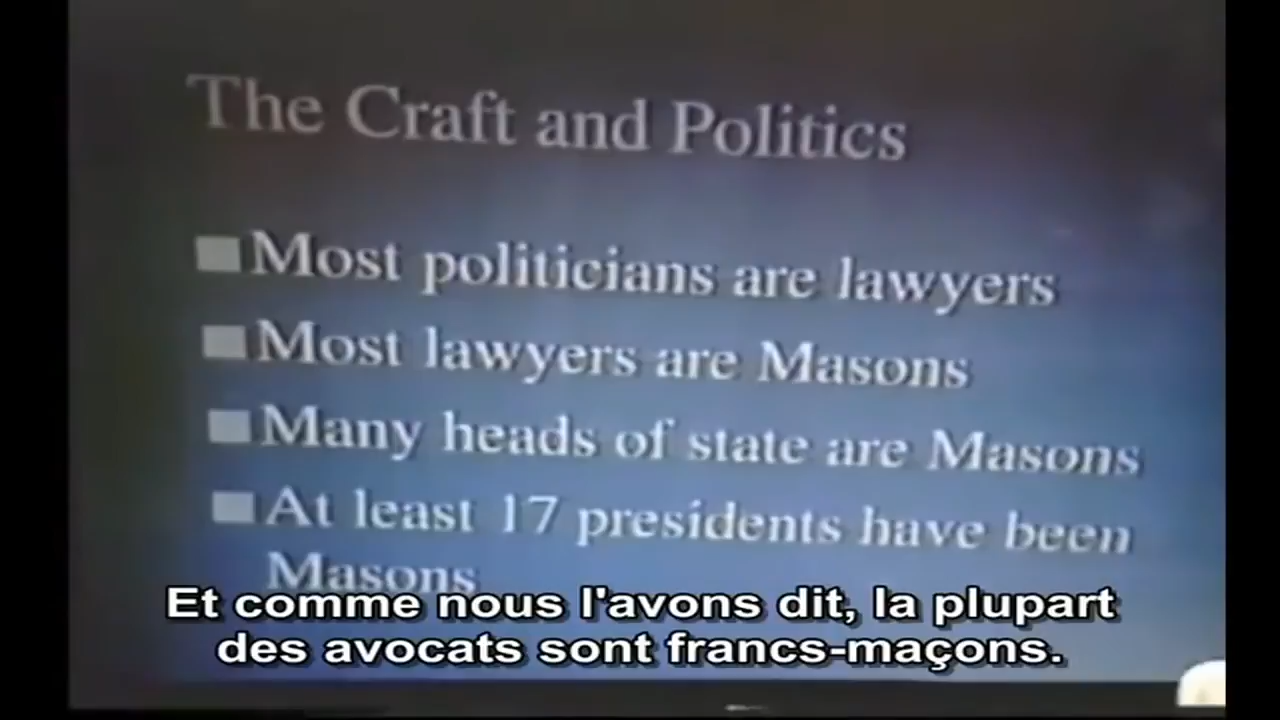 The Craft and Politics
Most politicians are lawyers
Most lawyers are Masons
Many heads of state are Masons
At least 17 presidents have been
Masons
Et comme nous l'avons dit, la plupart
des avocats sont francs-maçons.